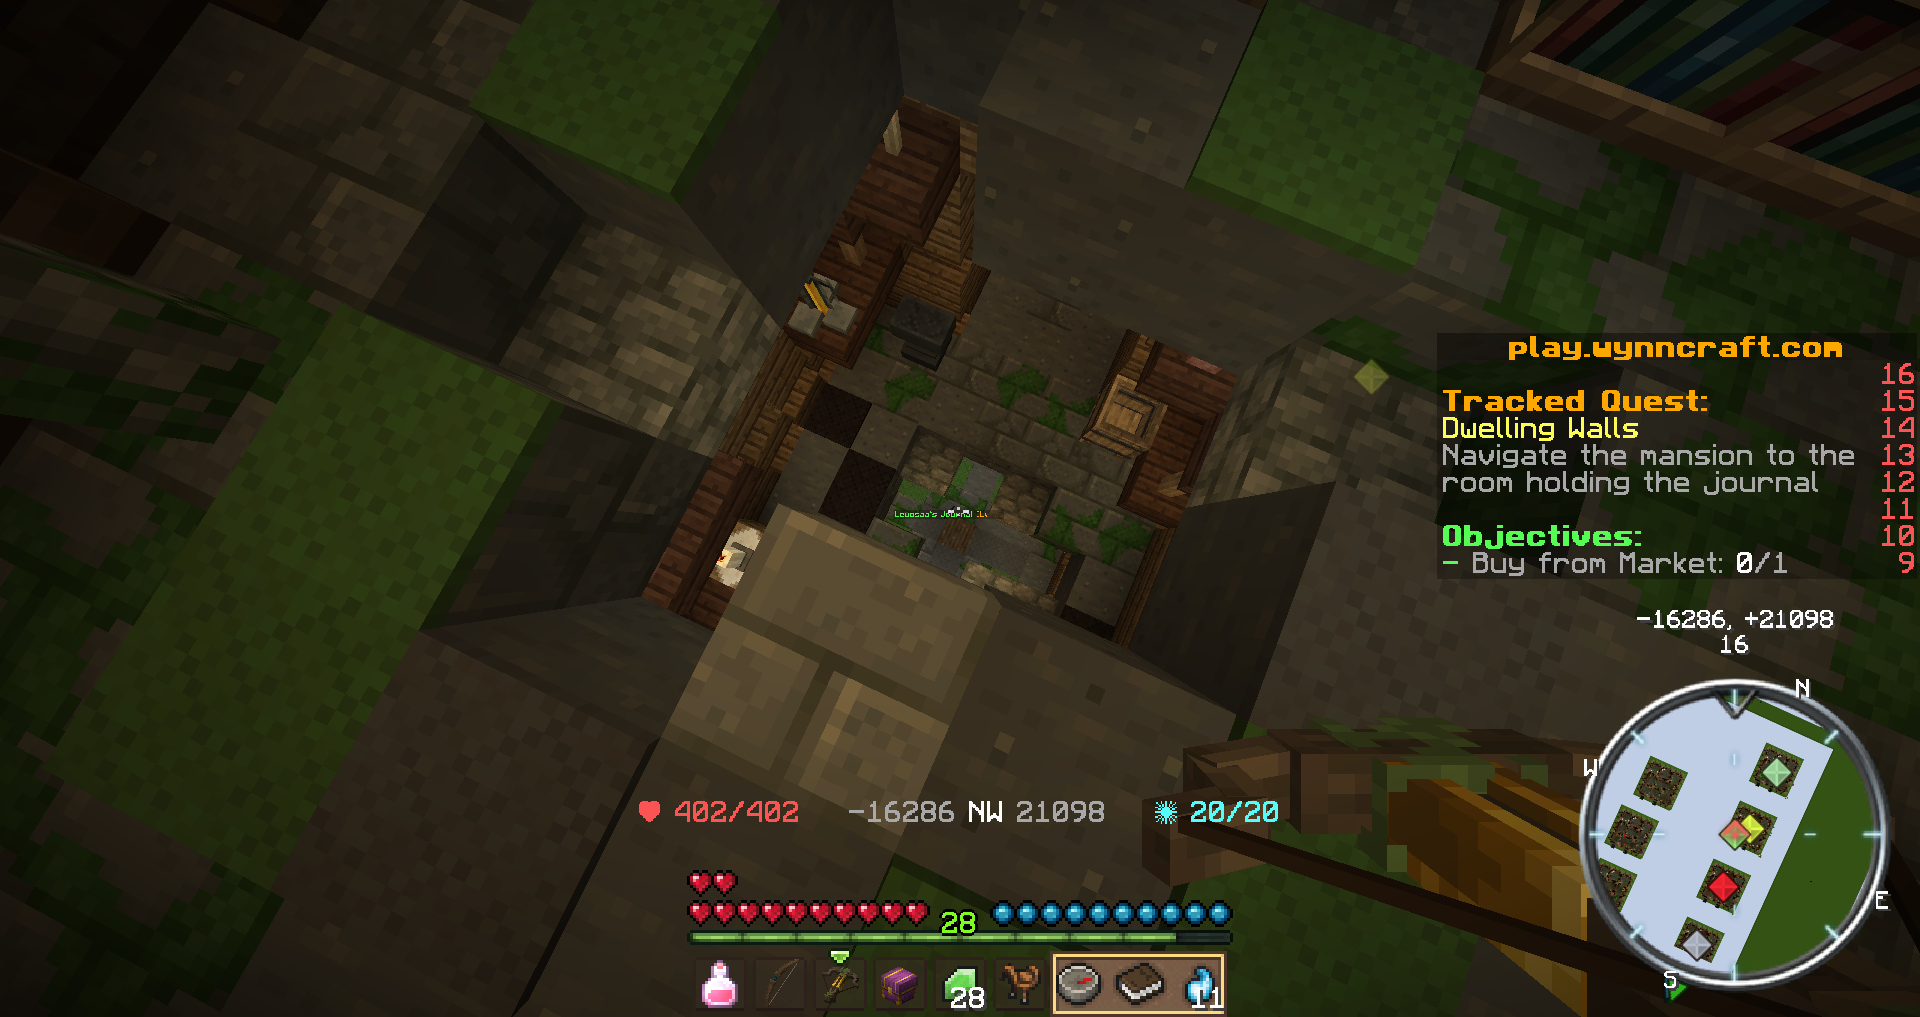 play.wynncraft.com
16
Tracked Quest: 15
Dwelling Walls 14
Navigate the mansion to the 13
room holding the journal 12
11
Objectives: 10
- Buy from Market: 0/1 9
Journal
-16286, +21098
16
N
W
E
S
402/402 -16286 NW 21098 20/20
28
28
11